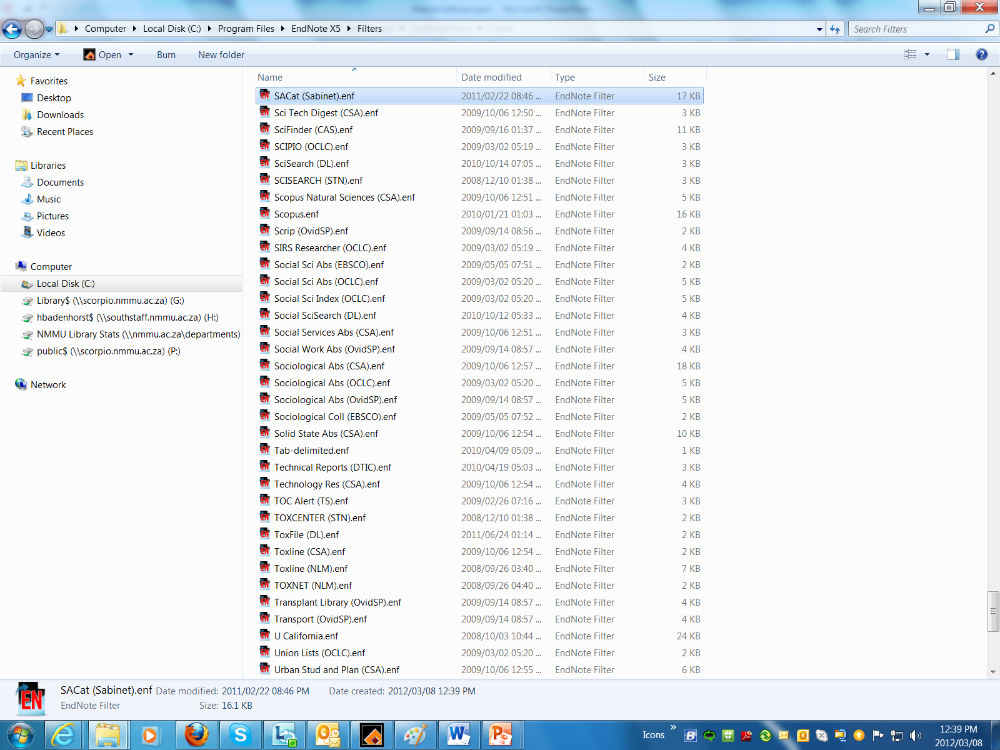 Computer Local Disk (C:) Program Files EndNote X5 Filters
Search Filters
Organize Open Burn New folder
Name Date modified Type Size
Favorites
Desktop
Downloads
Recent Places
Libraries
Documents
Music
Pictures
Videos
Computer
Local Disk (C:)
Library$ (\\scorpio.nmmu.ac.za) (G:)
hbadenhorst$ (\\southstaff.nmmu.ac.za) (H:)
NMMU Library Stats (\\nmmu.ac.za\departments)
public$ (\\scorpio.nmmu.ac.za) (P:)
Network
SACat (Sabinet).enf 2011/02/22 08:46 ... EndNote Filter 17 KB
Sci Tech Digest (CSA).enf 2009/10/06 12:50 ... EndNote Filter 3 KB
SciFinder (CAS).enf 2009/09/16 01:37 ... EndNote Filter 11 KB
SCIPIO (OCLC).enf 2009/03/02 05:19 ... EndNote Filter 3 KB
SciSearch (DL).enf 2010/10/14 07:05 ... EndNote Filter 3 KB
SCISEARCH (STN).enf 2008/12/10 01:38 ... EndNote Filter 3 KB
Scopus Natural Sciences (CSA).enf 2009/10/06 12:51 ... EndNote Filter 5 KB
Scopus.enf 2010/01/21 01:03 ... EndNote Filter 16 KB
Scrip (OvidSP).enf 2009/09/14 08:56 ... EndNote Filter 2 KB
SIRS Researcher (OCLC).enf 2009/03/02 05:19 ... EndNote Filter 4 KB
Social Sci Abs (EBSCO).enf 2009/05/05 07:51 ... EndNote Filter 2 KB
Social Sci Abs (OCLC).enf 2009/03/02 05:20 ... EndNote Filter 5 KB
Social Sci Index (OCLC).enf 2009/03/02 05:20 ... EndNote Filter 5 KB
Social SciSearch (DL).enf 2010/10/12 05:33 ... EndNote Filter 4 KB
Social Services Abs (CSA).enf 2009/10/06 12:51 ... EndNote Filter 3 KB
Social Work Abs (OvidSP).enf 2009/09/14 08:57 ... EndNote Filter 4 KB
Sociological Abs (CSA).enf 2009/10/06 12:57 ... EndNote Filter 18 KB
Sociological Abs (OCLC).enf 2009/03/02 05:20 ... EndNote Filter 5 KB
Sociological Abs (OvidSP).enf 2009/09/14 08:57 ... EndNote Filter 5 KB
Sociological Coll (EBSCO).enf 2009/05/05 07:52 ... EndNote Filter 2 KB
Solid State Abs (CSA).enf 2009/10/06 12:54 ... EndNote Filter 10 KB
Tab-delimited.enf 2010/04/09 05:09 ... EndNote Filter 1 KB
Technical Reports (DTIC).enf 2010/04/19 05:03 ... EndNote Filter 3 KB
Technology Res (CSA).enf 2009/10/06 12:54 ... EndNote Filter 4 KB
TOC Alert (TS).enf 2009/02/26 07:16 ... EndNote Filter 3 KB
TOXCENTER (STN).enf 2008/12/10 01:38 ... EndNote Filter 2 KB
ToxFile (DL).enf 2011/06/24 01:14 ... EndNote Filter 2 KB
Toxline (CSA).enf 2009/10/06 12:54 ... EndNote Filter 2 KB
Toxline (NLM).enf 2008/09/26 03:40 ... EndNote Filter 7 KB
TOXNET (NLM).enf 2008/09/26 04:40 ... EndNote Filter 2 KB
Transplant Library (OvidSP).enf 2009/09/14 08:57 ... EndNote Filter 4 KB
Transport (OvidSP).enf 2009/09/14 08:57 ... EndNote Filter 4 KB
U California.enf 2008/10/03 10:44 ... EndNote Filter 24 KB
Union Lists (OCLC).enf 2009/03/02 05:20 ... EndNote Filter 2 KB
Urban Stud and Plan (CSA).enf 2009/10/06 12:55 ... EndNote Filter 6 KB
EN
SACat (Sabinet).enf Date modified: 2011/02/22 08:46 PM Date created: 2012/03/08 12:39 PM
EndNote Filter Size: 16.1 KB
Icons
12:39 PM
2012/03/08